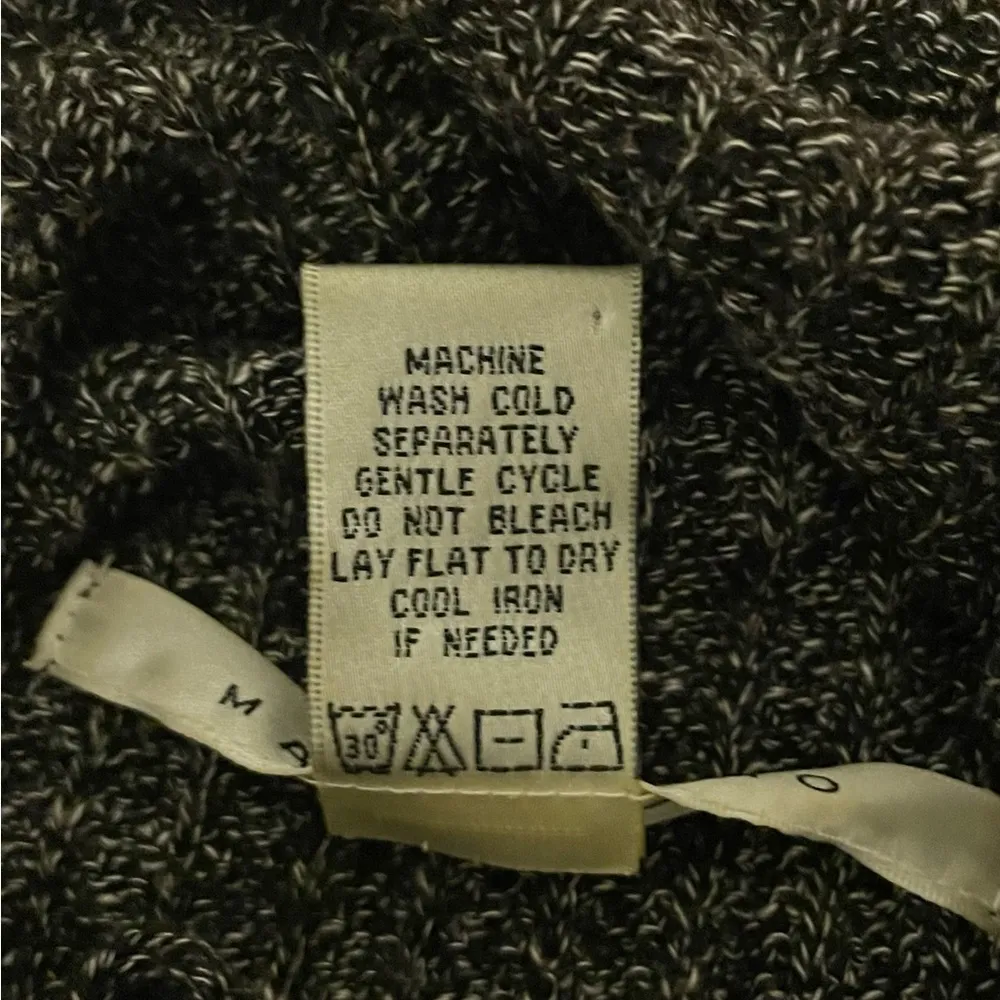 MACHINE
WASH COLD
SEPARATELY
GENTLE CYCLE
DO NOT BLEACH
LAY FLAT TO DRY
COOL IRON
IF NEEDED
30°
M
O